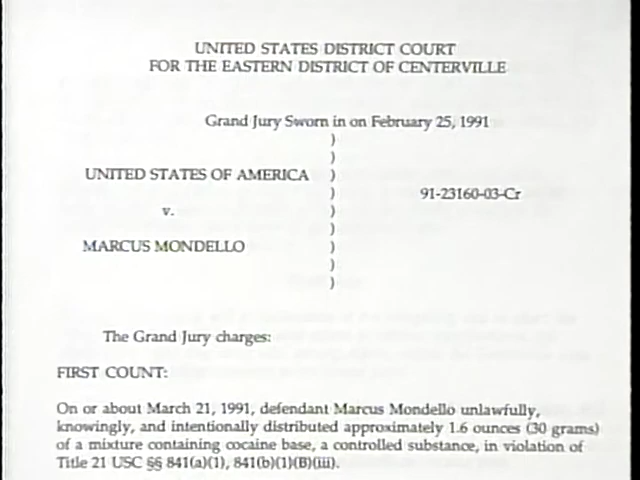 UNITED STATES DISTRICT COURT
FOR THE EASTERN DISTRICT OF CENTERVILLE
Grand Jury Sworn in on February 25, 1991
)
)
UNITED STATES OF AMERICA )
) 91-23160-03-Cr
v. )
)
MARCUS MONDELLO )
)
)
The Grand Jury charges:
FIRST COUNT:
On or about March 21, 1991, defendant Marcus Mondello unlawfully,
knowingly, and intentionally distributed approximately 1.6 ounces (30 grams)
of a mixture containing cocaine base, a controlled substance, in violation of
Title 21 USC §§ 841(a)(1), 841(b)(1)(B)(iii).